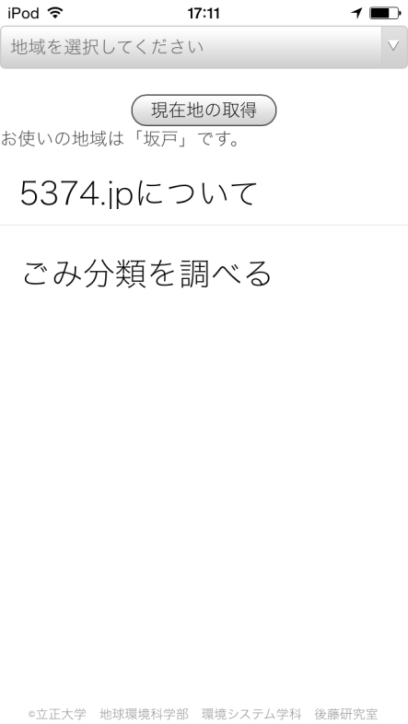 iPod 17:11
地域を選択してください
現在地の取得
お使いの地域は「坂戸」です。
5374.jpについて
ごみ分類を調べる
©立正大学　地球環境科学部　環境システム学科　後藤研究室